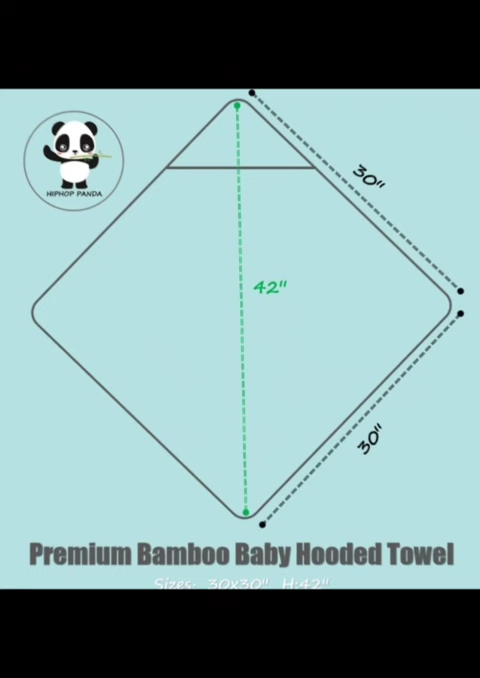 HIPHOP PANDA
30"
42"
30"
Premium Bamboo Baby Hooded Towel
Sizes: 30x30" H:42"